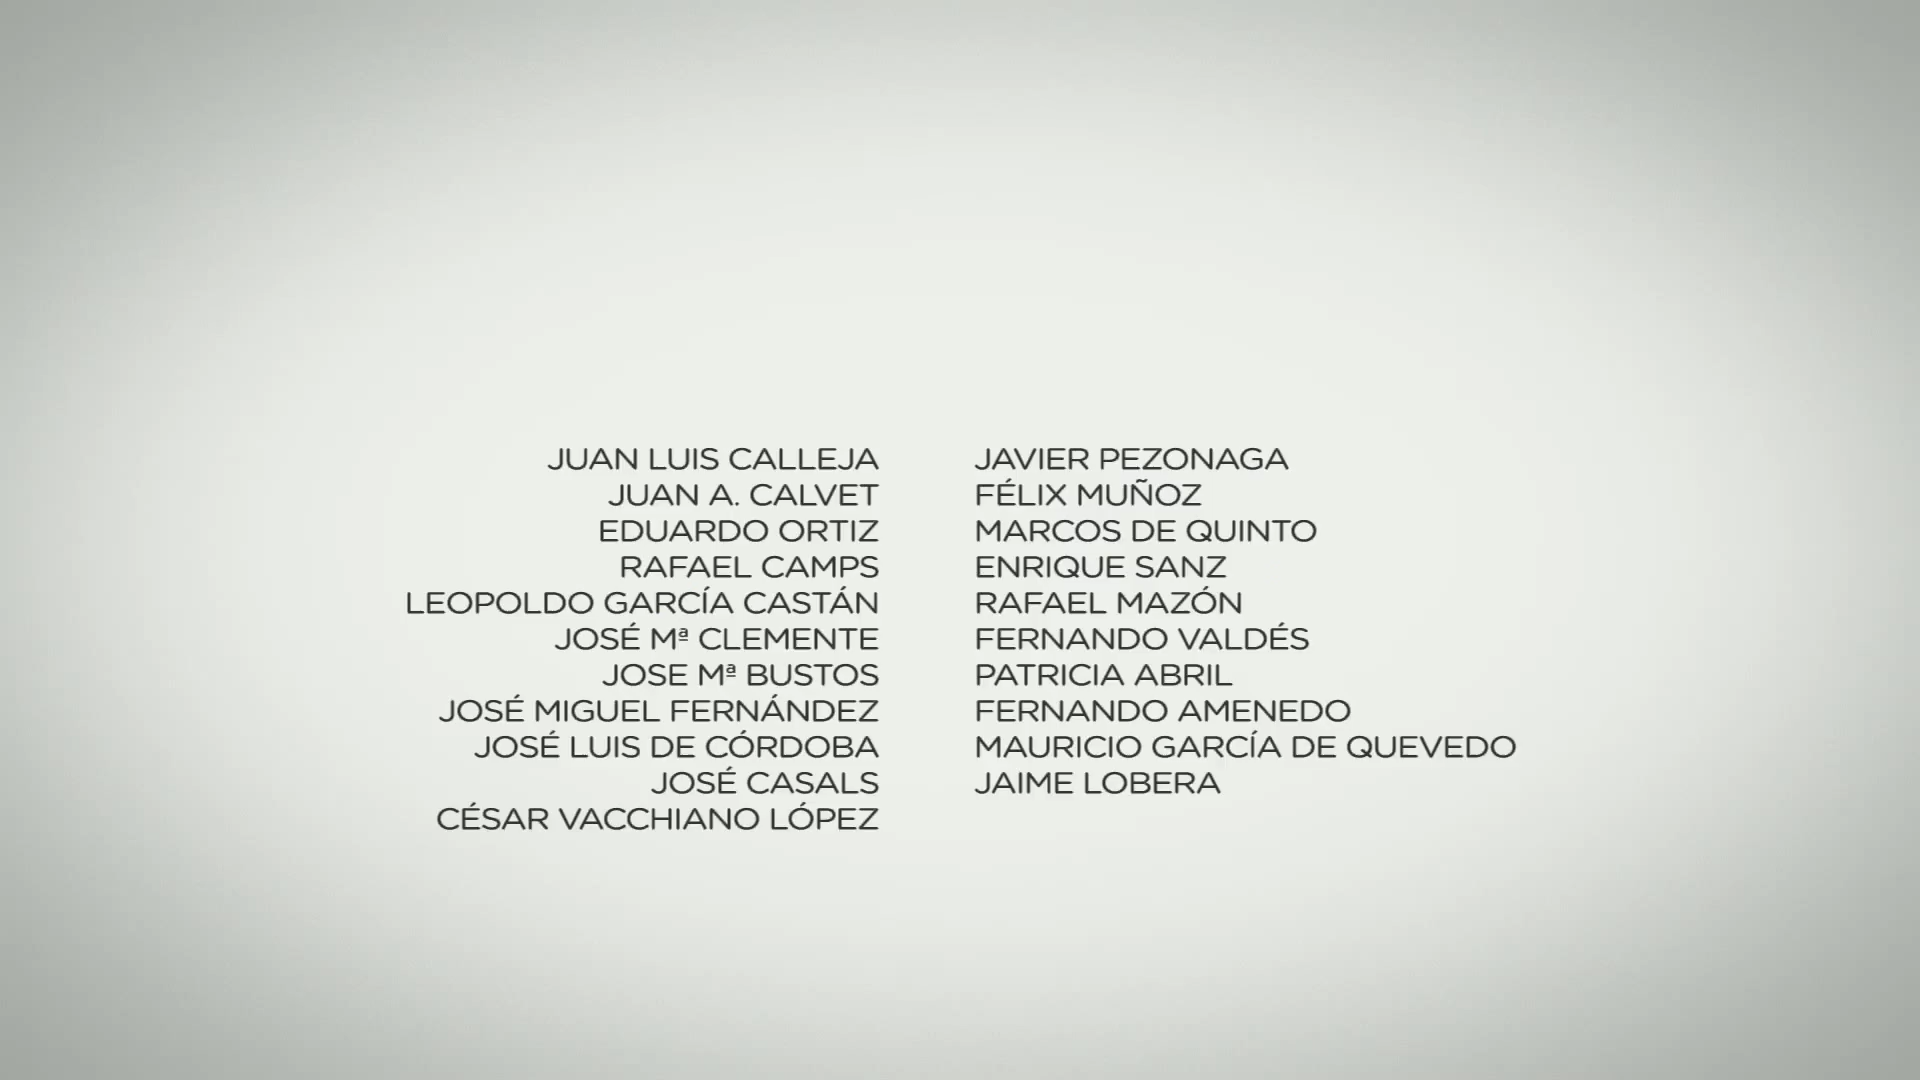 JUAN LUIS CALLEJA
JUAN A. CALVET
EDUARDO ORTIZ
RAFAEL CAMPS
LEOPOLDO GARCÍA CASTÁN
JOSÉ Mª CLEMENTE
JOSE Mª BUSTOS
JOSÉ MIGUEL FERNÁNDEZ
JOSÉ LUIS DE CÓRDOBA
JOSÉ CASALS
CÉSAR VACCHIANO LÓPEZ
JAVIER PEZONAGA
FÉLIX MUÑOZ
MARCOS DE QUINTO
ENRIQUE SANZ
RAFAEL MAZÓN
FERNANDO VALDÉS
PATRICIA ABRIL
FERNANDO AMENEDO
MAURICIO GARCÍA DE QUEVEDO
JAIME LOBERA